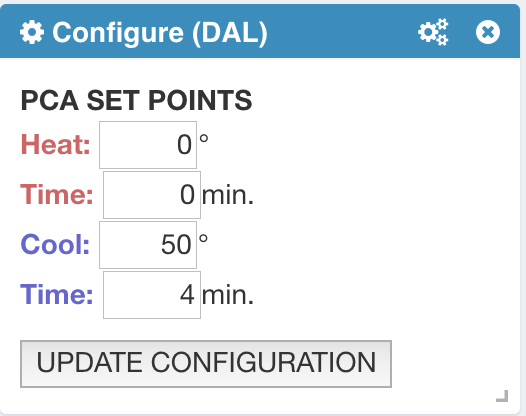 Configure (DAL)
PCA SET POINTS
Heat: 0 °
Time: 0 min.
Cool: 50 °
Time: 4 min.
UPDATE CONFIGURATION